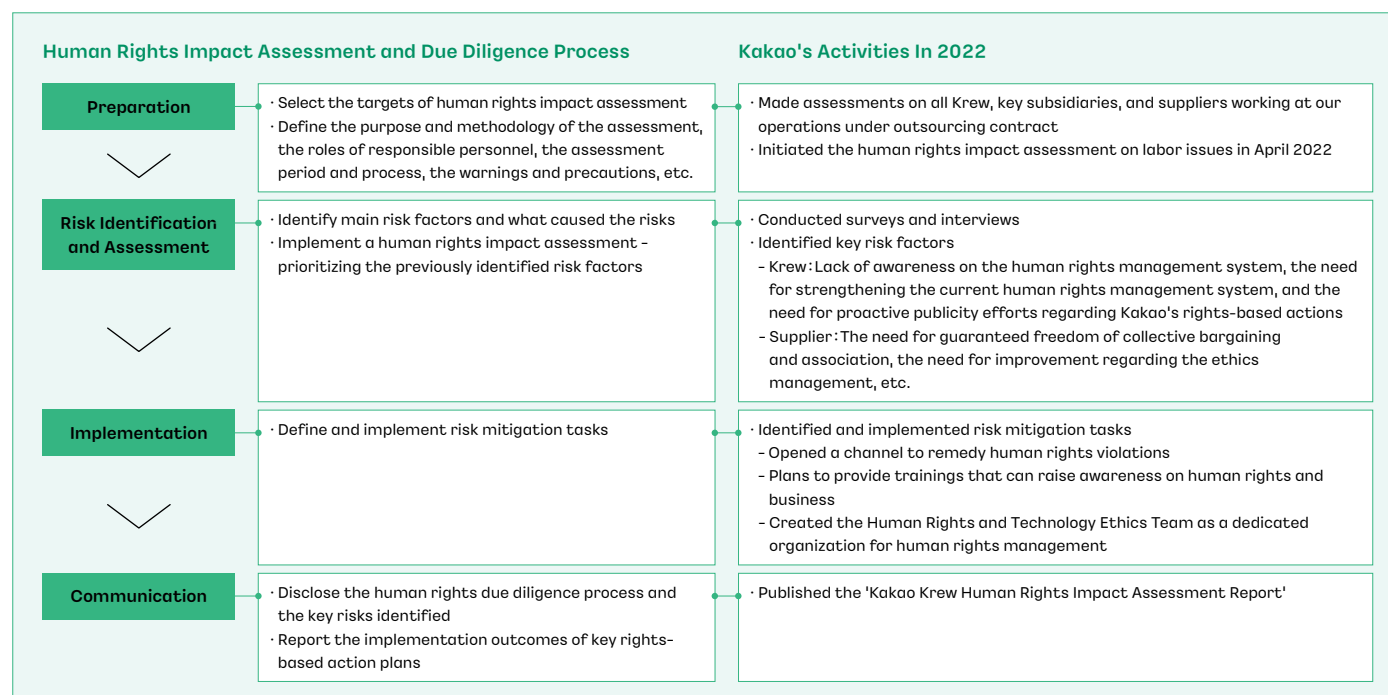 Human Rights Impact Assessment and Due Diligence Process
Kakao's Activities In 2022
Preparation
· Select the targets of human rights impact assessment
· Define the purpose and methodology of the assessment,
the roles of responsible personnel, the assessment
period and process, the warnings and precautions, etc.
· Made assessments on all Krew, key subsidiaries, and suppliers working at our
operations under outsourcing contract
· Initiated the human rights impact assessment on labor issues in April 2022
Risk Identification
and Assessment
· Identify main risk factors and what caused the risks
· Implement a human rights impact assessment –
prioritizing the previously identified risk factors
· Conducted surveys and interviews
· Identified key risk factors
– Krew : Lack of awareness on the human rights management system, the need
for strengthening the current human rights management system, and the
need for proactive publicity efforts regarding Kakao's rights-based actions
– Supplier : The need for guaranteed freedom of collective bargaining
and association, the need for improvement regarding the ethics
management, etc.
Implementation
· Define and implement risk mitigation tasks
· Identified and implemented risk mitigation tasks
– Opened a channel to remedy human rights violations
– Plans to provide trainings that can raise awareness on human rights and
business
– Created the Human Rights and Technology Ethics Team as a dedicated
organization for human rights management
Communication
· Disclose the human rights due diligence process and
the key risks identified
· Report the implementation outcomes of key rights-
based action plans
· Published the 'Kakao Krew Human Rights Impact Assessment Report'